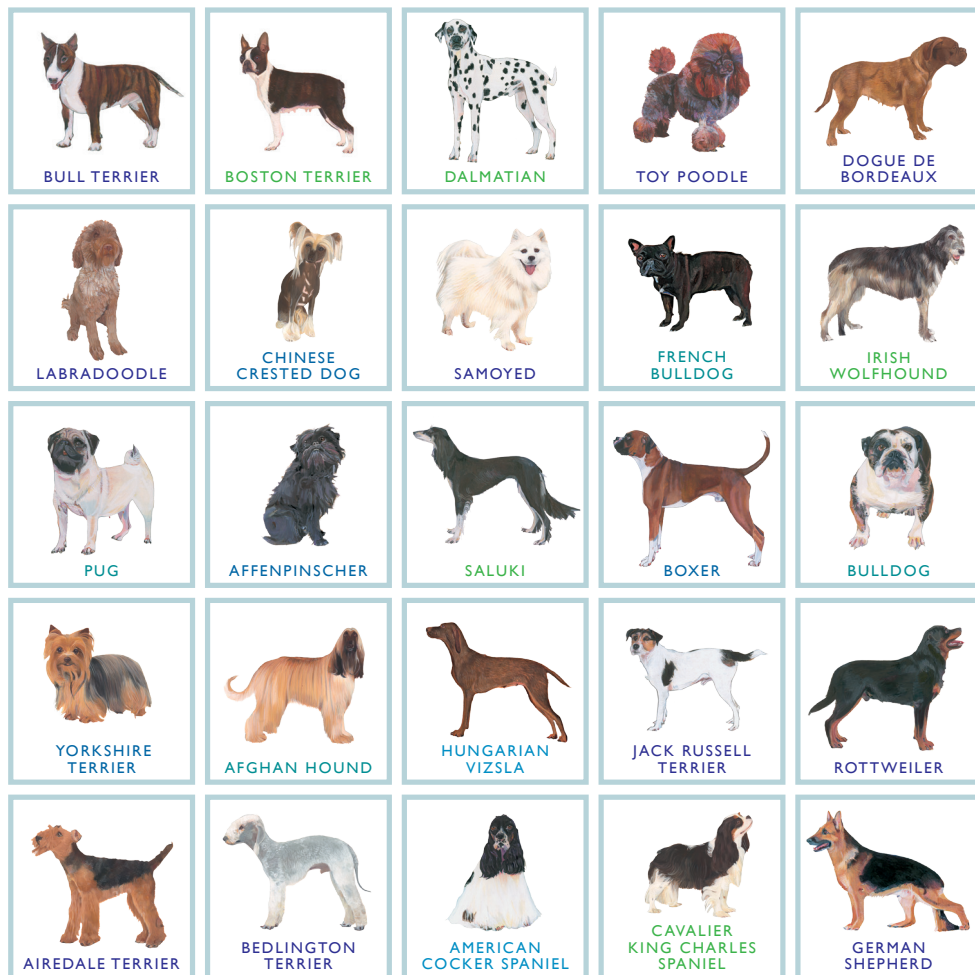 BULL TERRIER
BOSTON TERRIER
DALMATIAN
TOY POODLE
DOGUE DE
BORDEAUX
LABRADOODLE
CHINESE
CRESTED DOG
SAMOYED
FRENCH
BULLDOG
IRISH
WOLFHOUND
PUG
AFFENPINSCHER
SALUKI
BOXER
BULLDOG
YORKSHIRE
TERRIER
AFGHAN HOUND
HUNGARIAN
VIZSLA
JACK RUSSELL
TERRIER
ROTTWEILER
AIREDALE TERRIER
BEDLINGTON
TERRIER
AMERICAN
COCKER SPANIEL
CAVALIER
KING CHARLES
SPANIEL
GERMAN
SHEPHERD